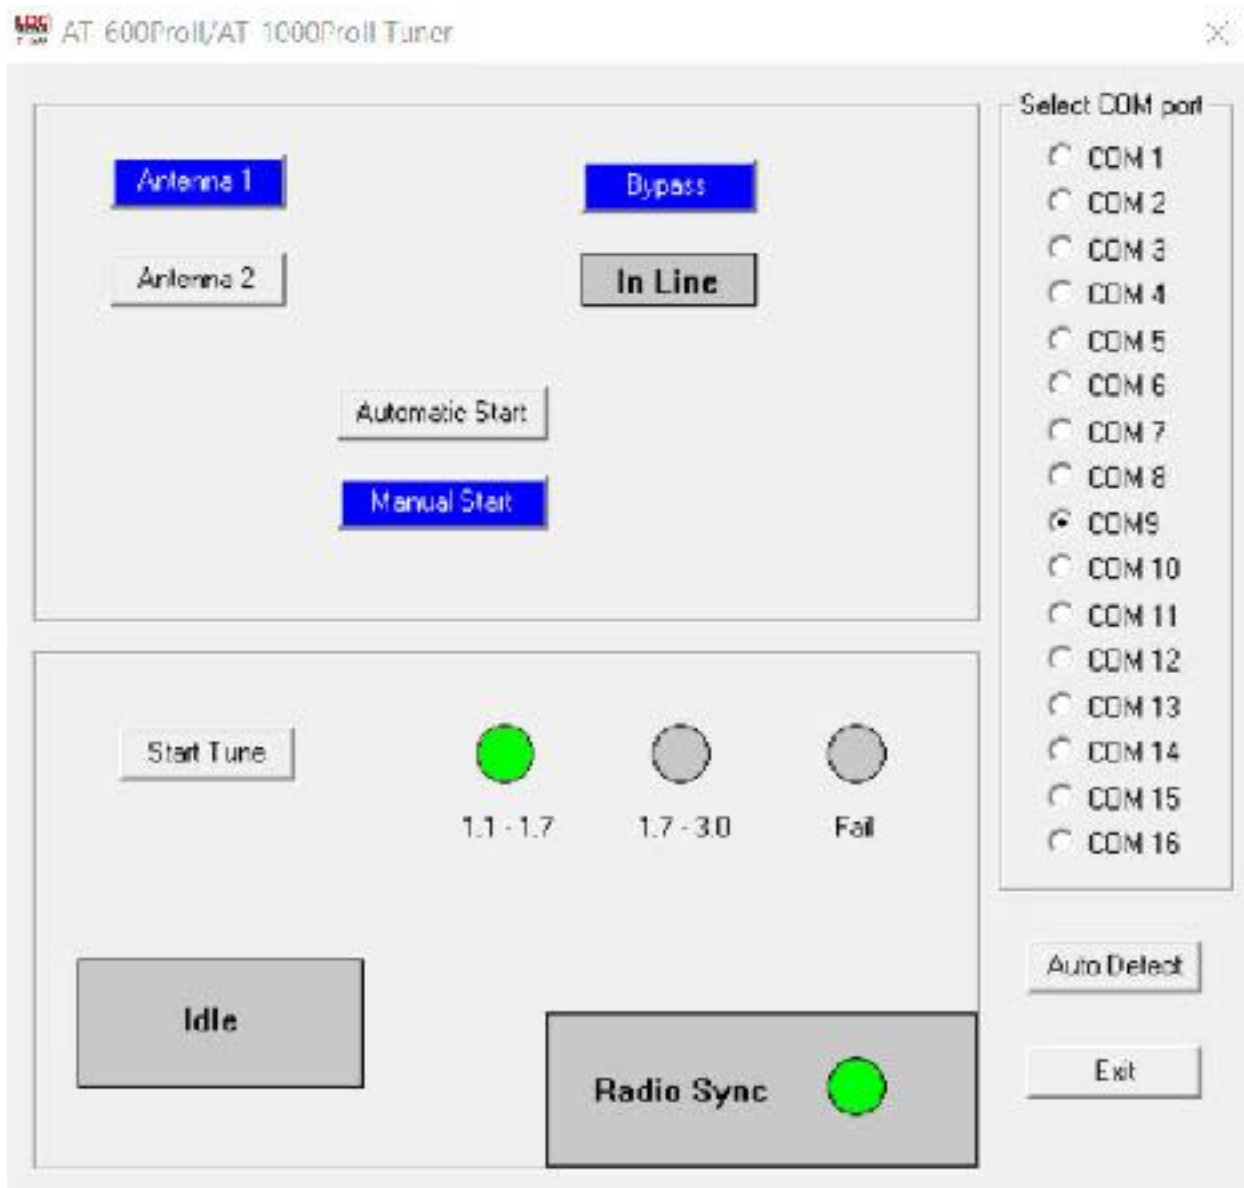 LDG
AT-600ProII/AT-1000ProII Tuner
Antenna 1
Bypass
Antenna 2
In Line
Automatic Start
Manual Start
Start Tune
1.1 - 1.7
1.7 - 3.0
Fail
Idle
Radio Sync
Select COM port
COM 1
COM 2
COM 3
COM 4
COM 5
COM 6
COM 7
COM 8
COM9
COM 10
COM 11
COM 12
COM 13
COM 14
COM 15
COM 16
Auto Detect
Exit